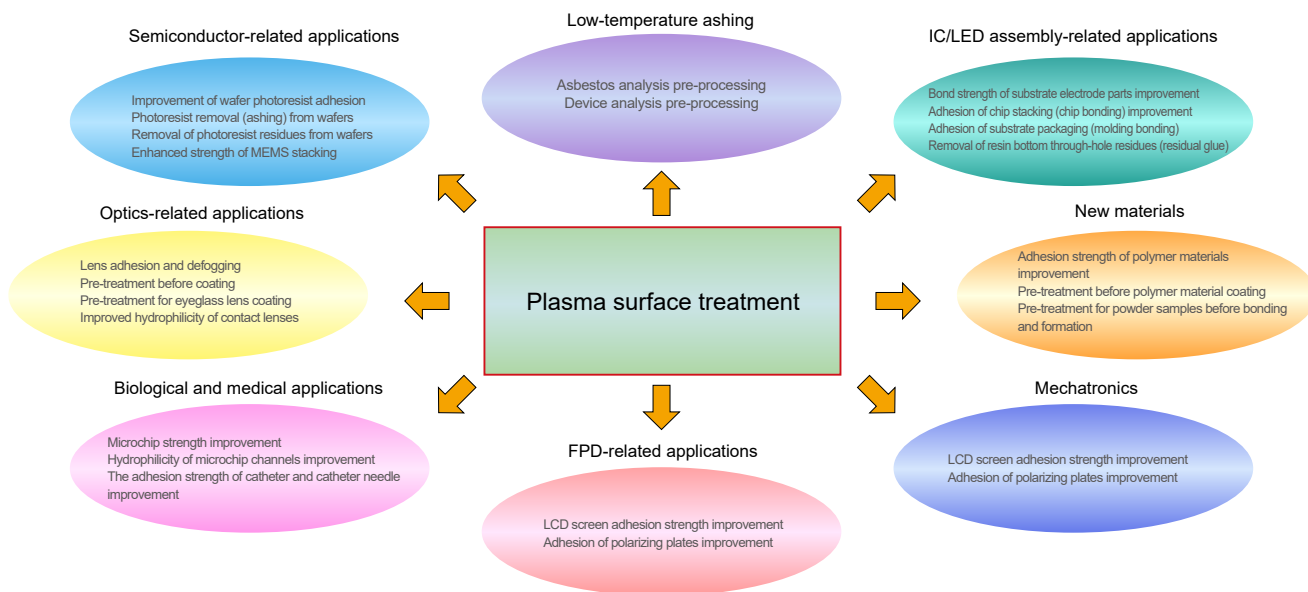 Low-temperature ashing
Asbestos analysis pre-processing
Device analysis pre-processing
Semiconductor-related applications
Improvement of wafer photoresist adhesion
Photoresist removal (ashing) from wafers
Removal of photoresist residues from wafers
Enhanced strength of MEMS stacking
IC/LED assembly-related applications
Bond strength of substrate electrode parts improvement
Adhesion of chip stacking (chip bonding) improvement
Adhesion of substrate packaging (molding bonding)
Removal of resin bottom through-hole residues (residual glue)
Optics-related applications
Lens adhesion and defogging
Pre-treatment before coating
Pre-treatment for eyeglass lens coating
Improved hydrophilicity of contact lenses
Plasma surface treatment
New materials
Adhesion strength of polymer materials
improvement
Pre-treatment before polymer material coating
Pre-treatment for powder samples before bonding
and formation
Biological and medical applications
Microchip strength improvement
Hydrophilicity of microchip channels improvement
The adhesion strength of catheter and catheter needle
improvement
FPD-related applications
LCD screen adhesion strength improvement
Adhesion of polarizing plates improvement
Mechatronics
LCD screen adhesion strength improvement
Adhesion of polarizing plates improvement